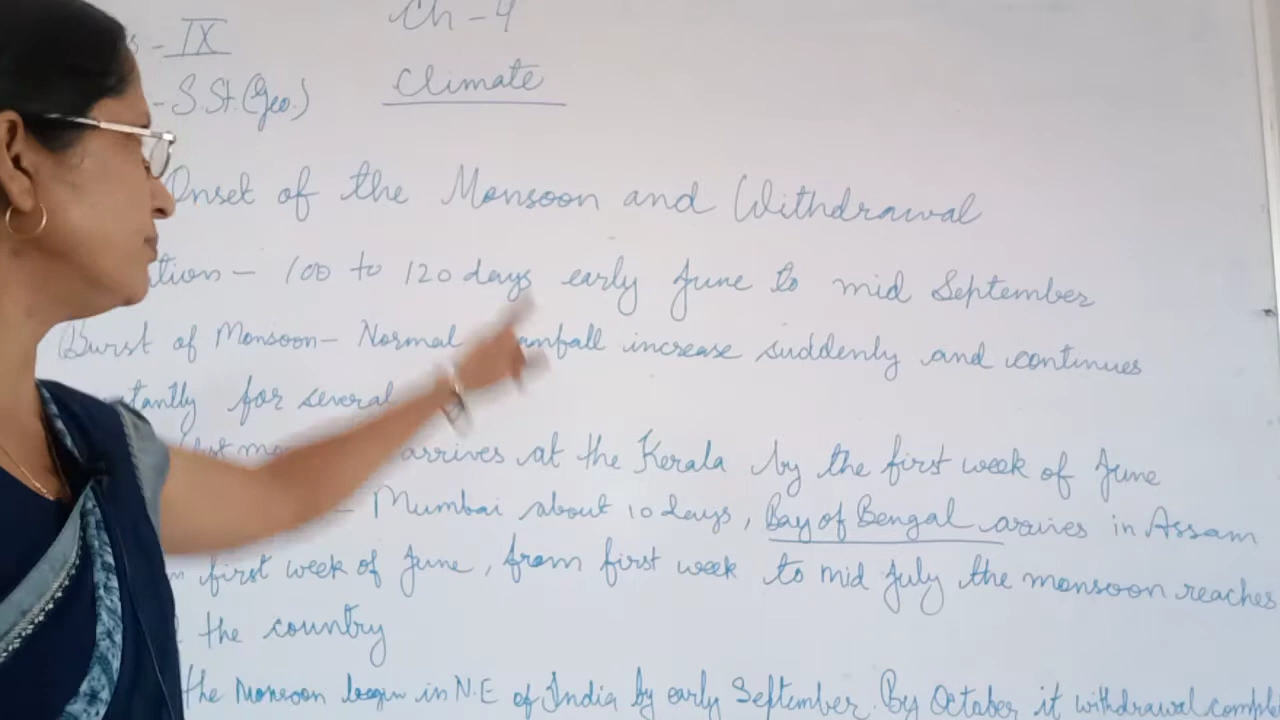 Ch - 4
- IX
- S.St. (Geo.)
Climate
Onset of the Monsoon and Withdrawal
tion - 100 to 120 days early June to mid September
Burst of Monsoon - Normal infall increase suddenly and continues
tantly for several
arrives at the Kerala by the first week of June
- Mumbai about 10 days, Bay of Bengal arrives in Assam
first week of June, from first week to mid July the monsoon reaches
the country
the Monsoon begin in N.E of India by early September. By October it withdrawal comple